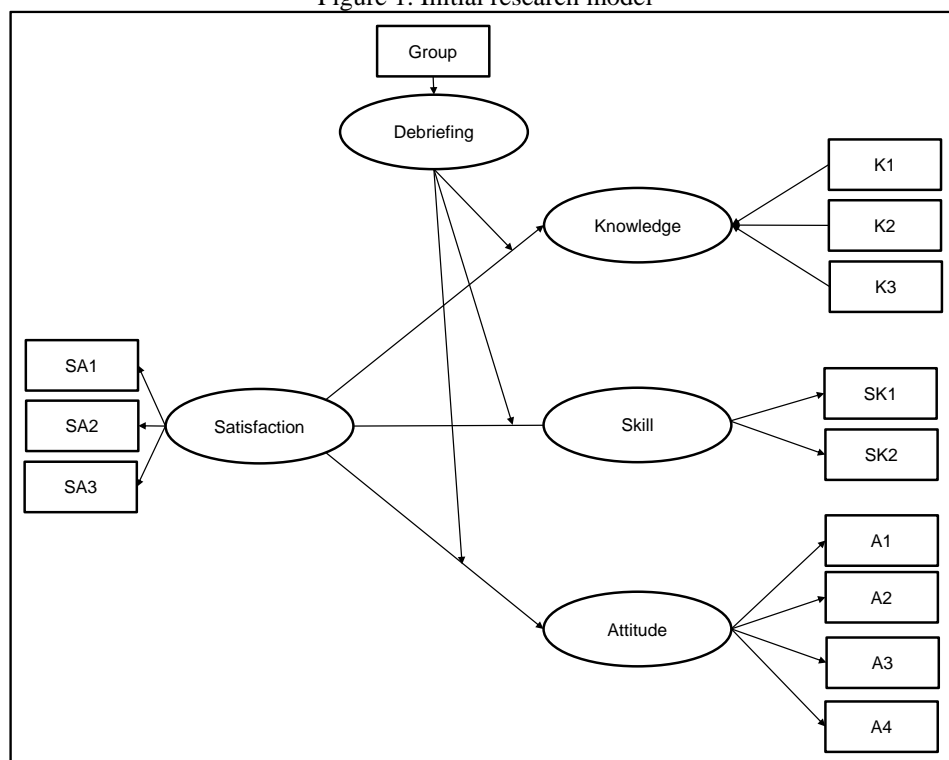 Figure 1. Initial research model
Group
Debriefing
K1
Knowledge
K2
K3
SA1
SA2
SA3
Satisfaction
Skill
SK1
SK2
A1
A2
Attitude
A3
A4